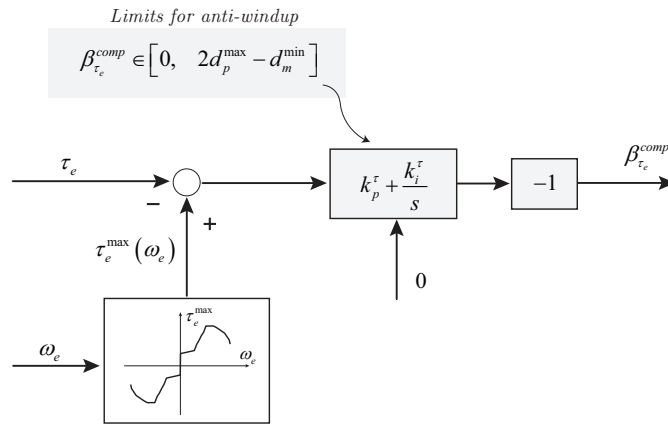 Limits for anti-windup
β_{τ_e}^{comp} ∈ [0, 2d_p^{max} − d_m^{min}]
τ_e
−
+
k_p^τ + k_i^τ / s
−1
β_{τ_e}^{comp}
τ_e^{max}(ω_e)
0
ω_e
τ_e^{max}
ω_e